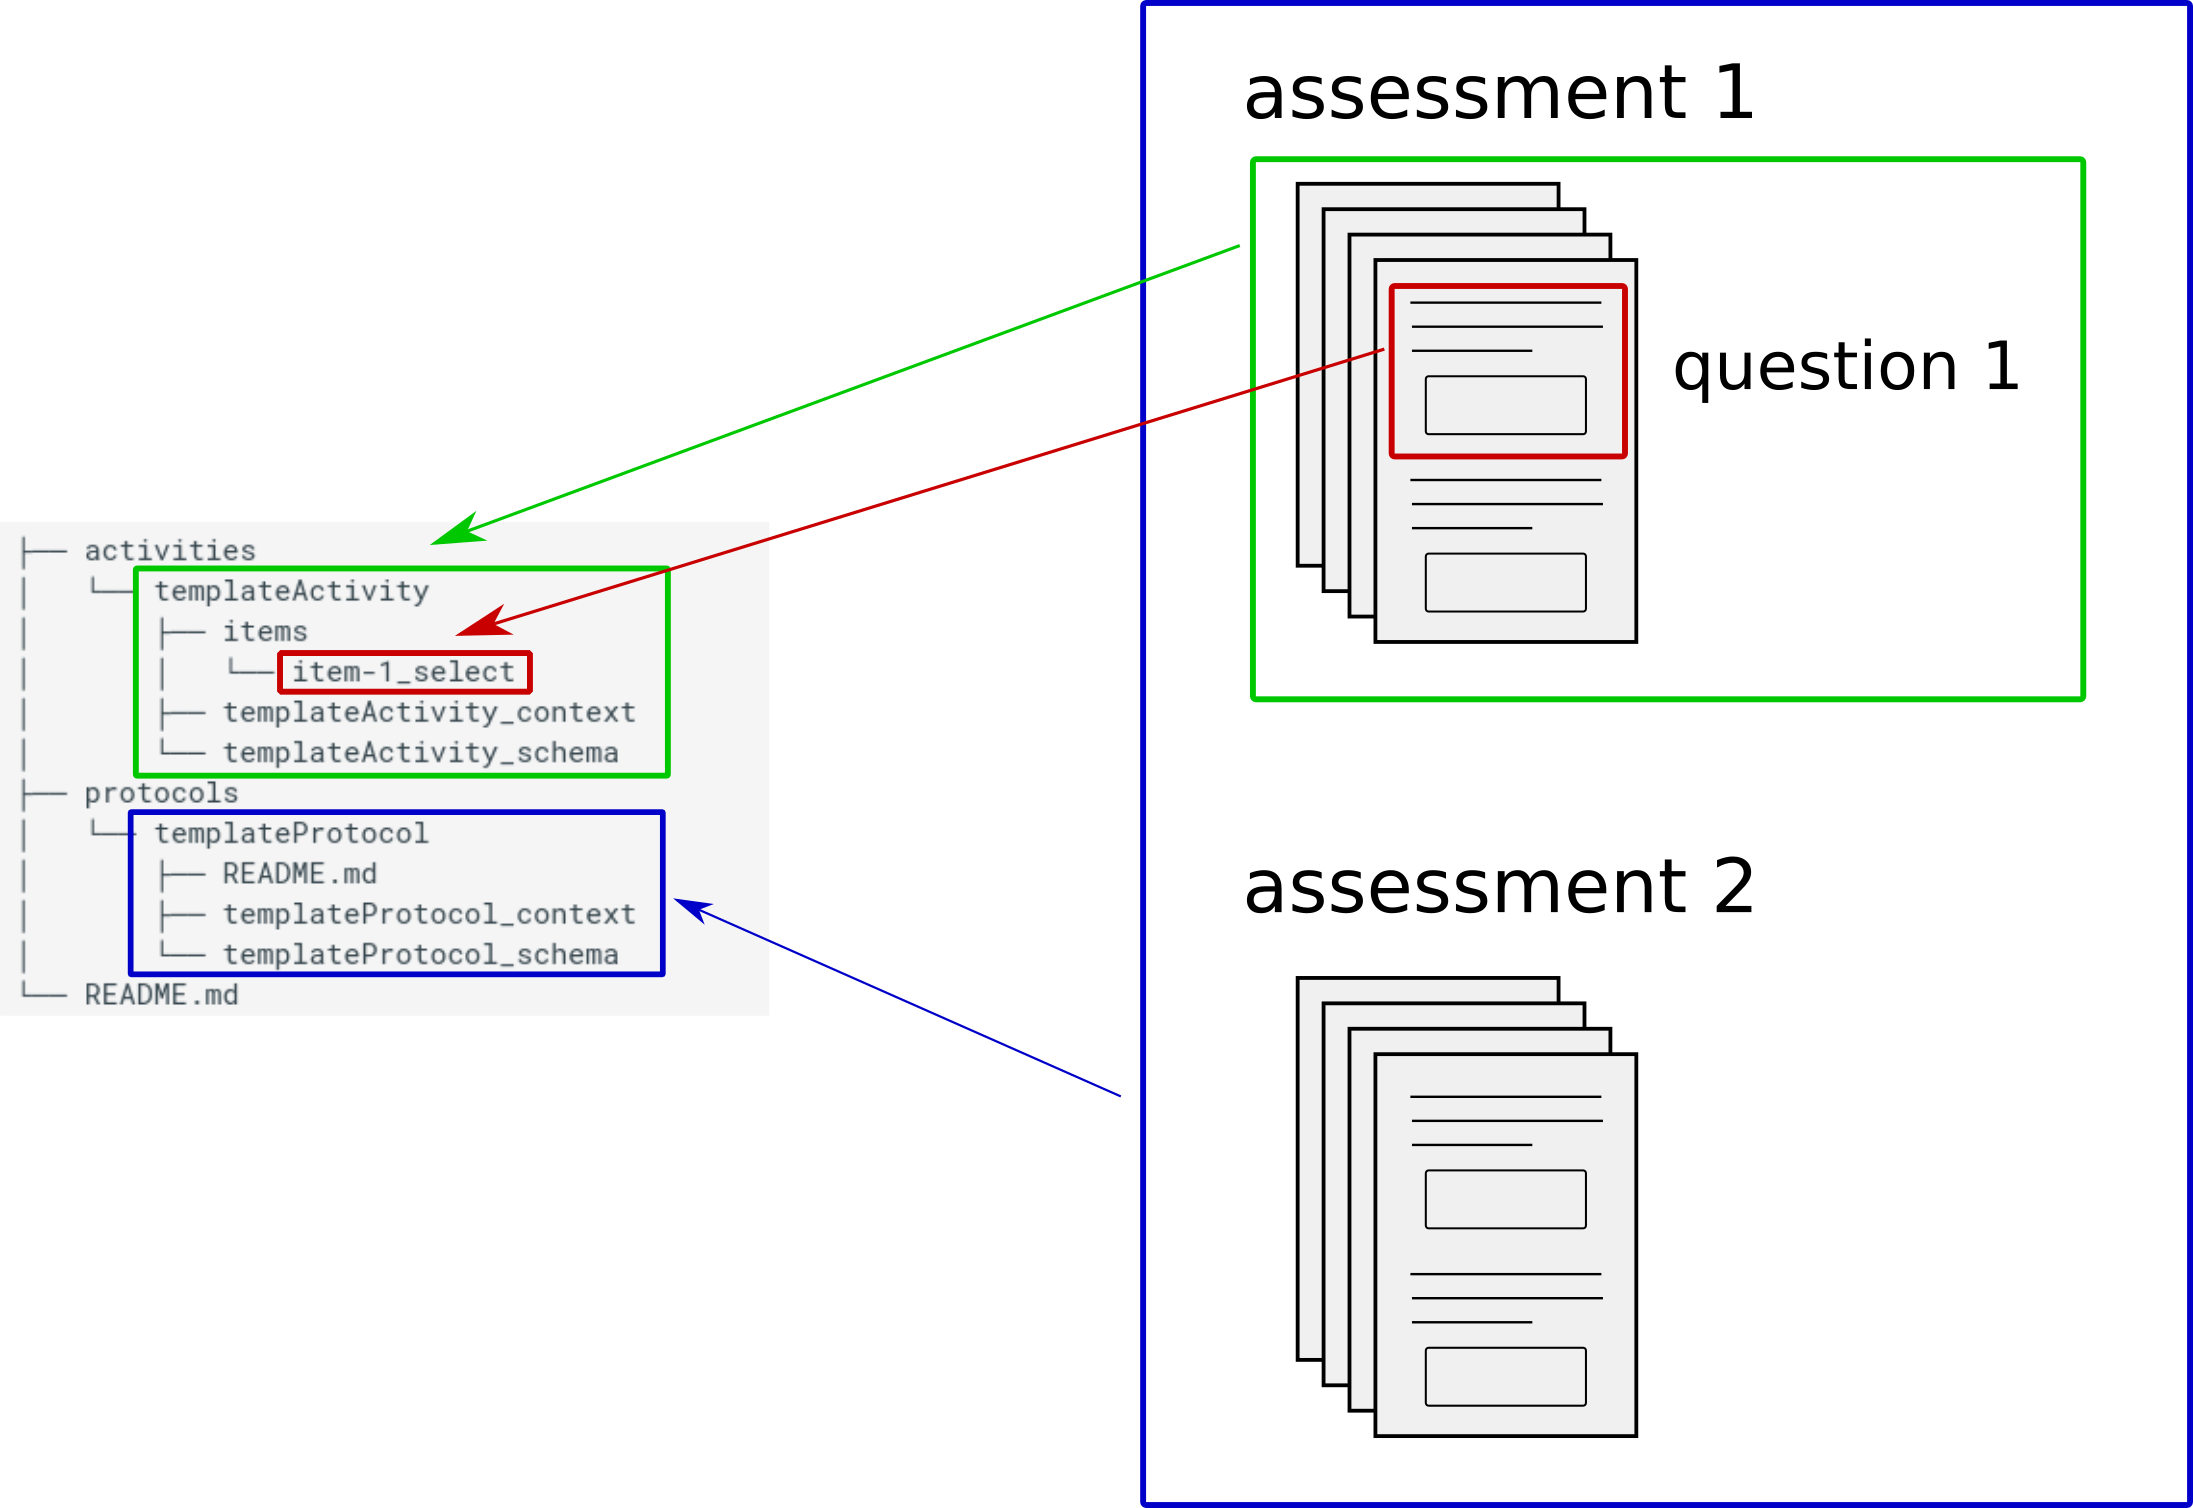 ├── activities
│   └── templateActivity
│       ├── items
│       │   └── item-1_select
│       ├── templateActivity_context
│       └── templateActivity_schema
├── protocols
│   └── templateProtocol
│       ├── README.md
│       ├── templateProtocol_context
│       └── templateProtocol_schema
└── README.md
assessment 1
question 1
assessment 2